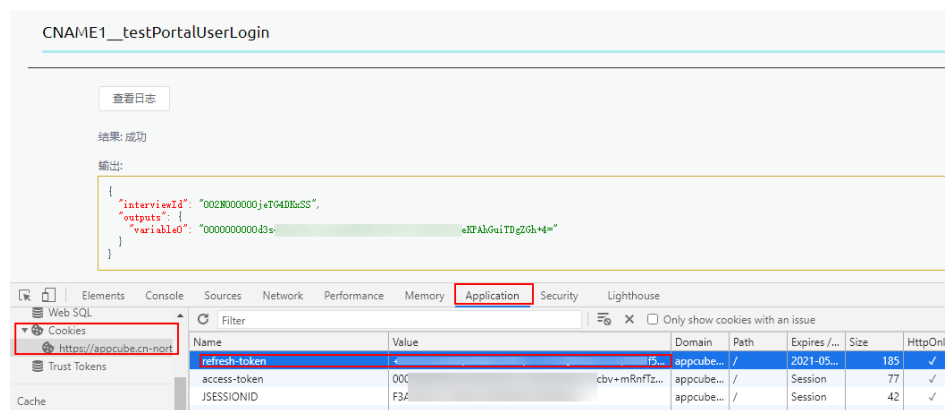 CNAME1__testPortalUserLogin
查看日志
结果: 成功
输出:
{
"interviewId": "002N000000jeTG4DKxSS",
"outputs": {
"variable0": "0000000000d3s eKPAhGuiTDgZGh+4="
}
}
Elements Console Sources Network Performance Memory Application Security Lighthouse
Web SQL
Cookies
https://appcube.cn-nort
Trust Tokens
Cache
Filter Only show cookies with an issue
Name Value Domain Path Expires /... Size HttpOnl
refresh-token f5... appcube... / 2021-05... 185 ✓
access-token 000 cbv+mRnfTz... appcube... / Session 77 ✓
JSESSIONID F3A appcube... / Session 42 ✓